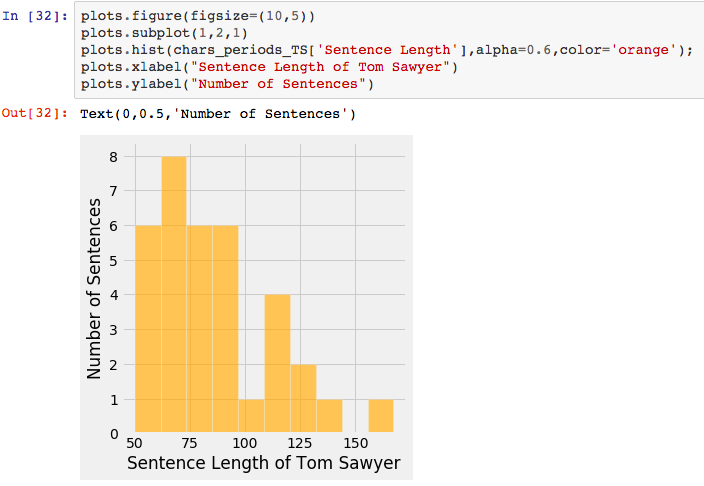 In [32]: plots.figure(figsize=(10,5))
plots.subplot(1,2,1)
plots.hist(chars_periods_TS['Sentence Length'],alpha=0.6,color='orange');
plots.xlabel("Sentence Length of Tom Sawyer")
plots.ylabel("Number of Sentences")
Out[32]: Text(0,0.5,'Number of Sentences')
8
7
6
5
4
3
2
1
0
Number of Sentences
50 75 100 125 150
Sentence Length of Tom Sawyer